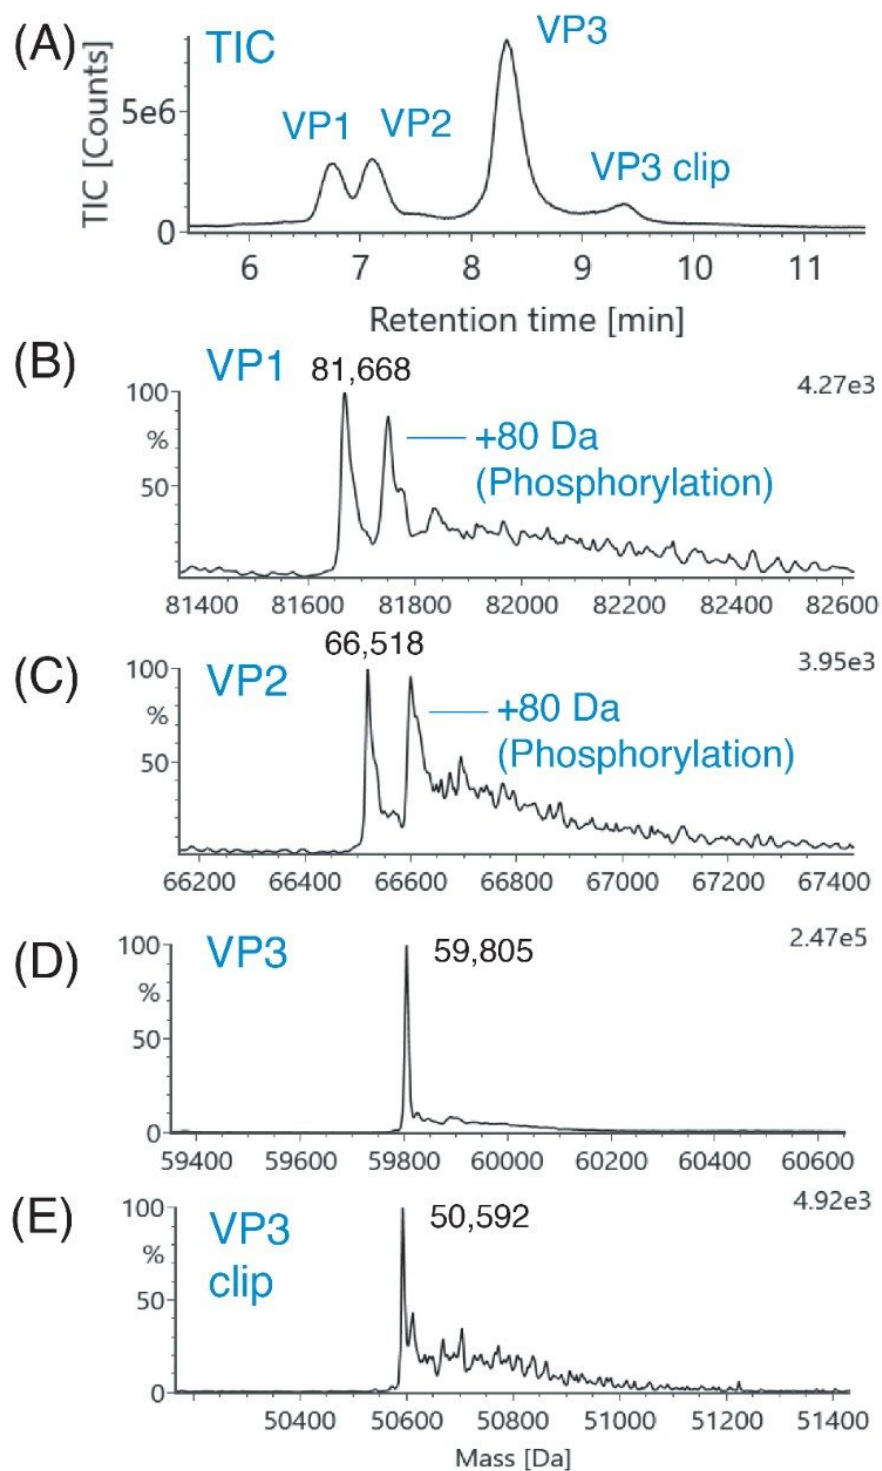 (A)
TIC
VP3
TIC [Counts]
5e6
0
VP1
VP2
VP3 clip
6 7 8 9 10 11
Retention time [min]
(B)
VP1
81,668
4.27e3
100
%
50
+80 Da
(Phosphorylation)
81400 81600 81800 82000 82200 82400 82600
(C)
VP2
66,518
3.95e3
100
%
50
+80 Da
(Phosphorylation)
66200 66400 66600 66800 67000 67200 67400
(D)
VP3
59,805
2.47e5
100
%
50
0
59400 59600 59800 60000 60200 60400 60600
(E)
VP3
clip
50,592
4.92e3
100
%
50
0
50400 50600 50800 51000 51200 51400
Mass [Da]